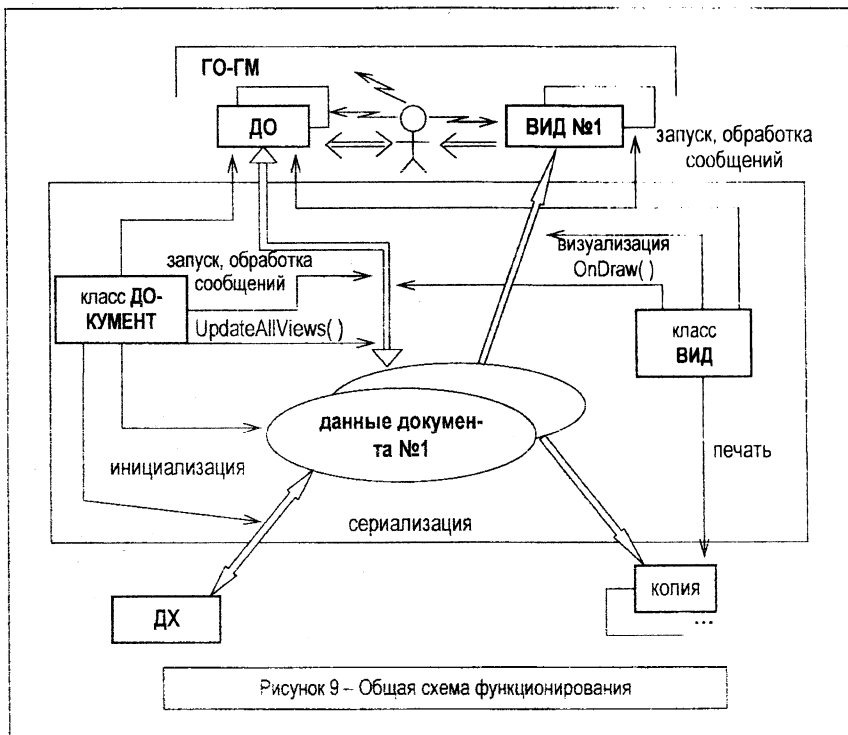 ГО-ГМ
ДО
ВИД №1
запуск, обработка
сообщений
запуск, обработка
сообщений
визуализация
OnDraw( )
класс ДО-
КУМЕНТ
UpdateAllViews( )
класс
ВИД
данные докумен-
та №1
инициализация
печать
сериализация
ДХ
копия
...
Рисунок 9 – Общая схема функционирования